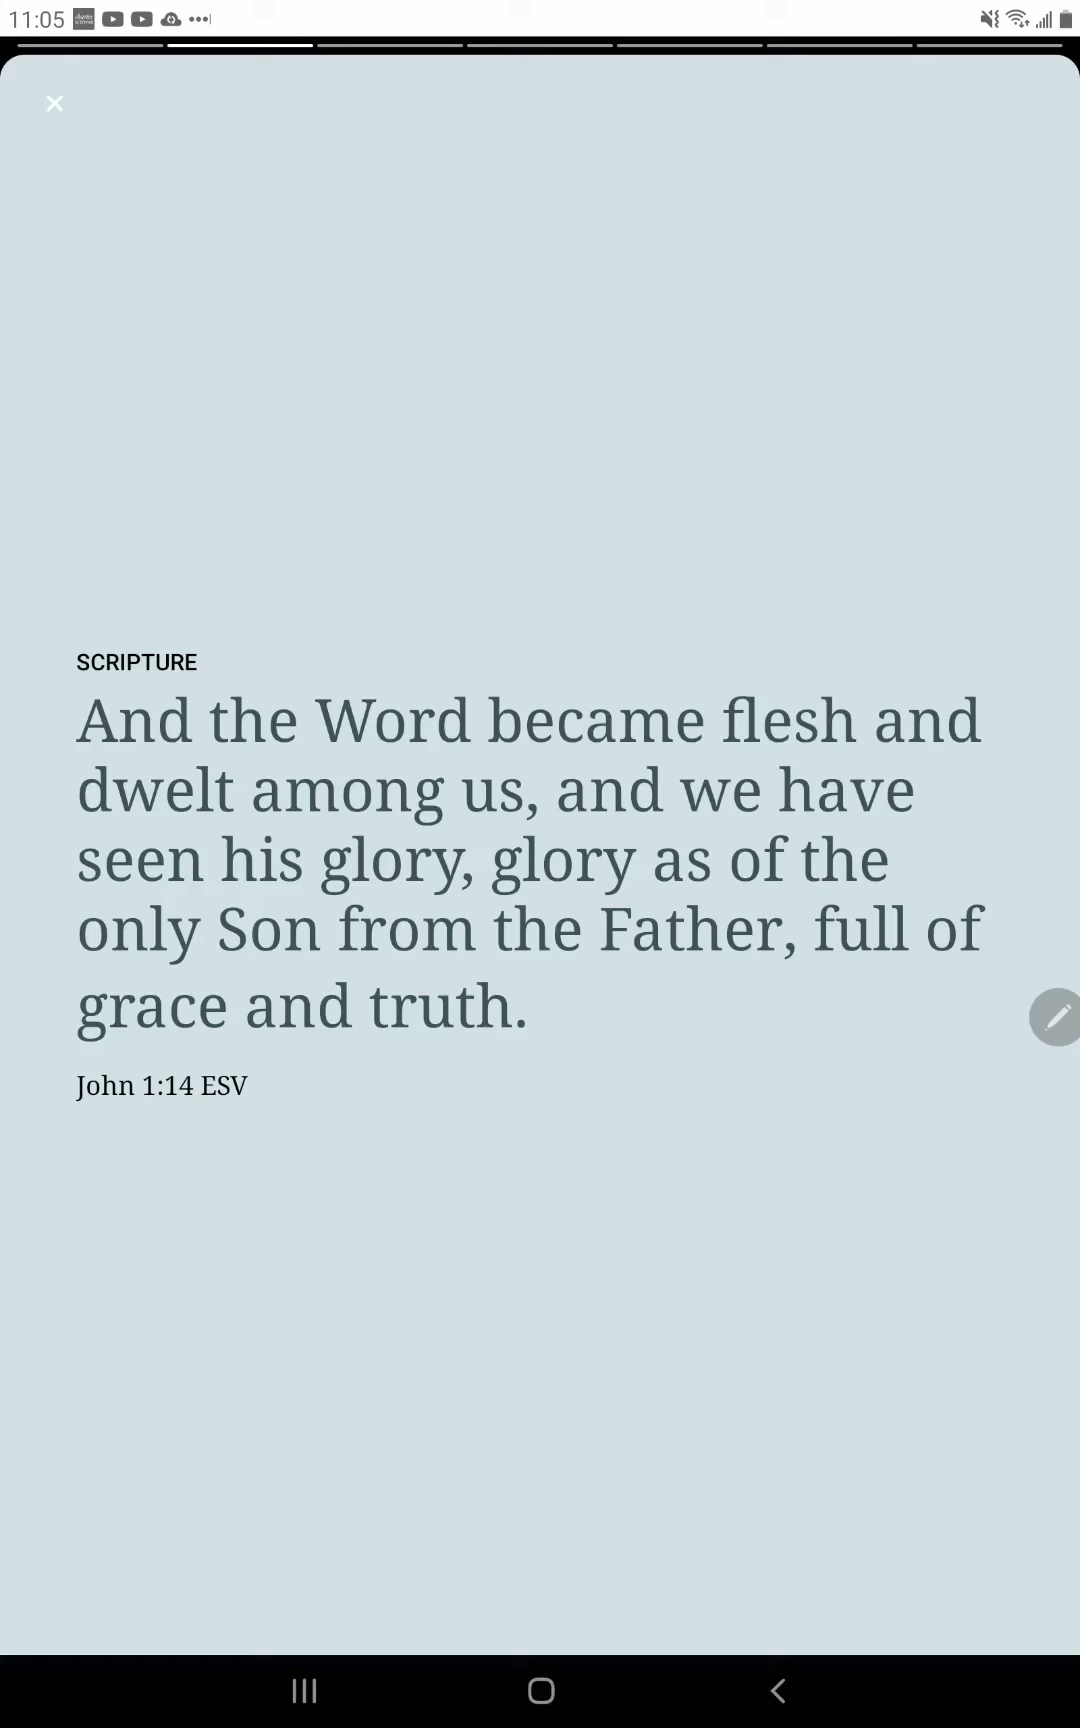 11:05
SCRIPTURE
And the Word became flesh and
dwelt among us, and we have
seen his glory, glory as of the
only Son from the Father, full of
grace and truth.
John 1:14 ESV